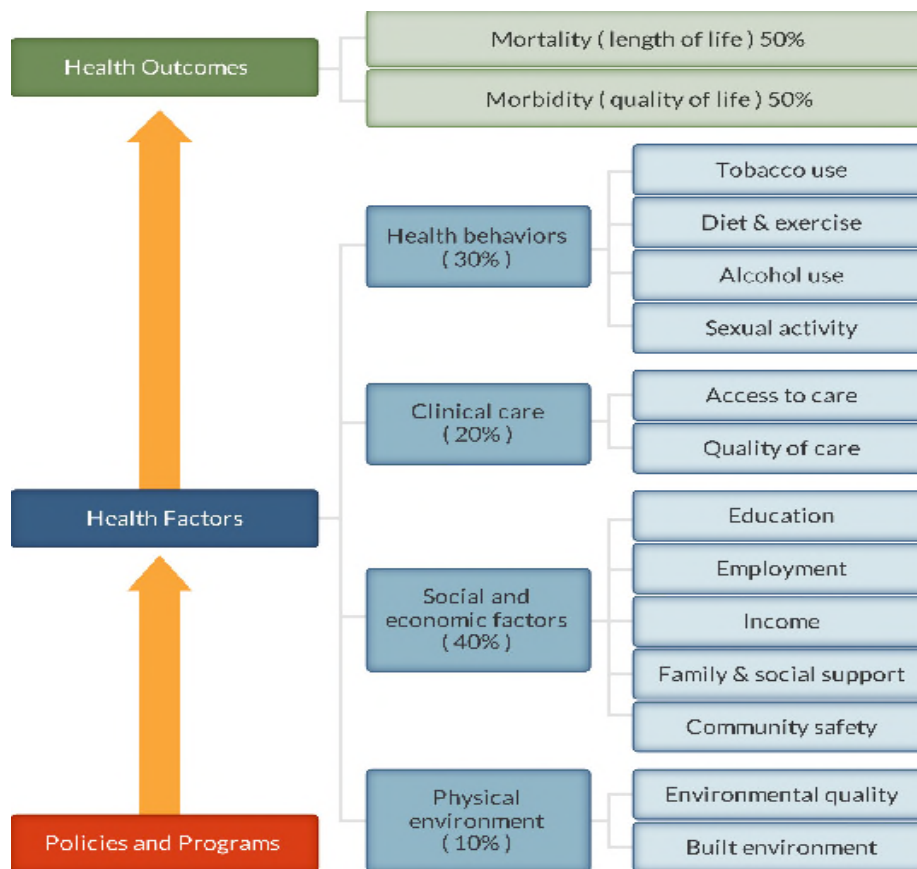 Health Outcomes
Mortality ( length of life ) 50%
Morbidity ( quality of life ) 50%
Health behaviors
( 30% )
Tobacco use
Diet & exercise
Alcohol use
Sexual activity
Clinical care
( 20% )
Access to care
Quality of care
Health Factors
Social and
economic factors
( 40% )
Education
Employment
Income
Family & social support
Community safety
Physical
environment
( 10% )
Environmental quality
Built environment
Policies and Programs